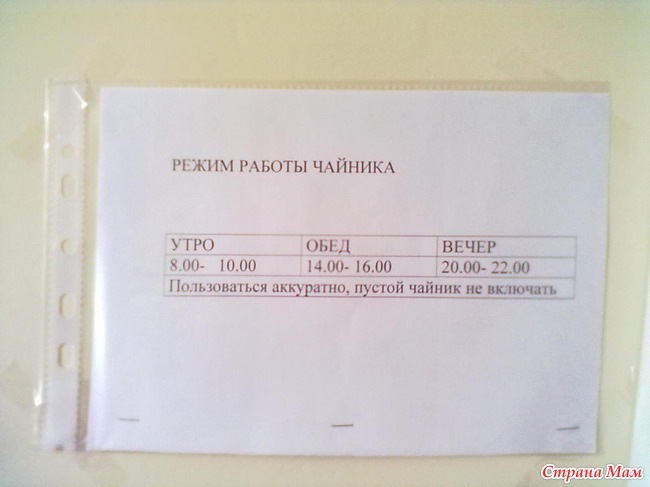 РЕЖИМ РАБОТЫ ЧАЙНИКА
УТРО ОБЕД ВЕЧЕР
8.00- 10.00 14.00- 16.00 20.00- 22.00
Пользоваться аккуратно, пустой чайник не включать
Страна Мам